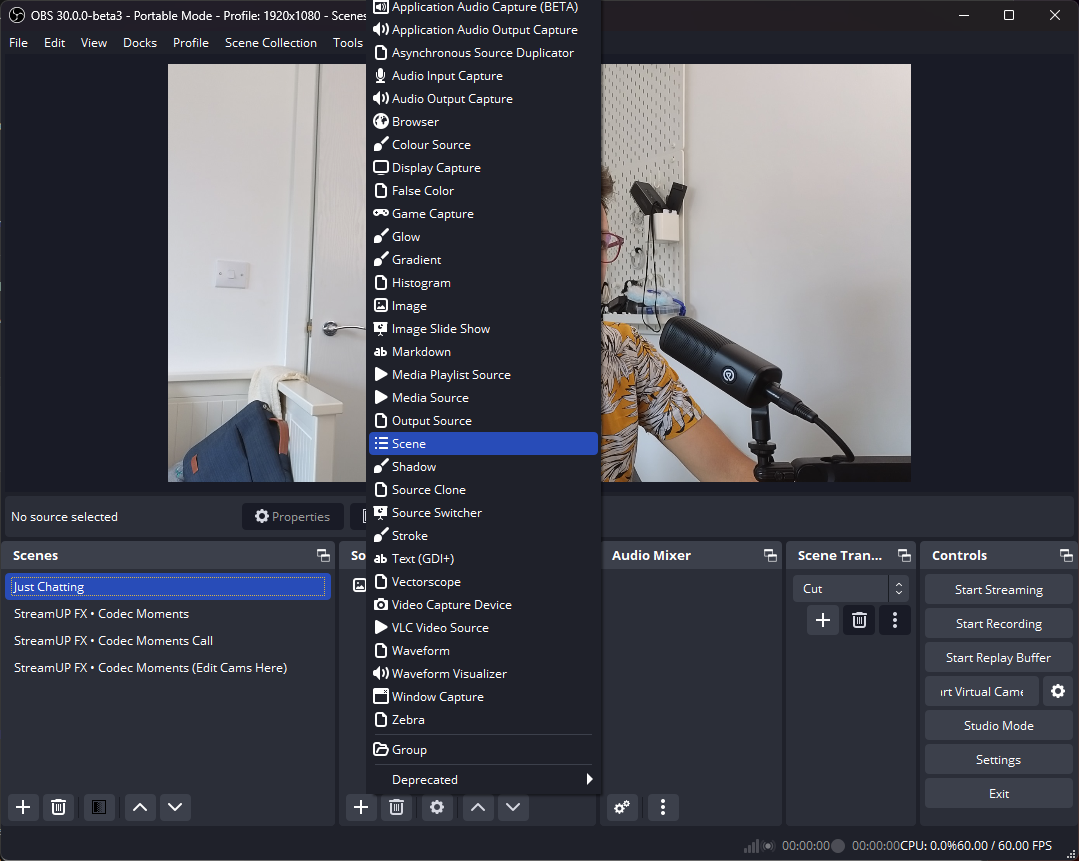 OBS 30.0.0-beta3 - Portable Mode - Profile: 1920x1080 - Scenes
File Edit View Docks Profile Scene Collection Tools
Application Audio Capture (BETA)
Application Audio Output Capture
Asynchronous Source Duplicator
Audio Input Capture
Audio Output Capture
Browser
Colour Source
Display Capture
False Color
Game Capture
Glow
Gradient
Histogram
Image
Image Slide Show
ab Markdown
Media Playlist Source
Media Source
Output Source
Scene
Shadow
Source Clone
Source Switcher
Stroke
ab Text (GDI+)
Vectorscope
Video Capture Device
VLC Video Source
Waveform
Waveform Visualizer
Window Capture
Zebra
Group
Deprecated
No source selected
Properties
Scenes
Just Chatting
StreamUP FX • Codec Moments
StreamUP FX • Codec Moments Call
StreamUP FX • Codec Moments (Edit Cams Here)
So
Audio Mixer
Scene Tran...
Cut
Controls
Start Streaming
Start Recording
Start Replay Buffer
ırt Virtual Came
Studio Mode
Settings
Exit
00:00:00 00:00:00 CPU: 0.0% 60.00 / 60.00 FPS